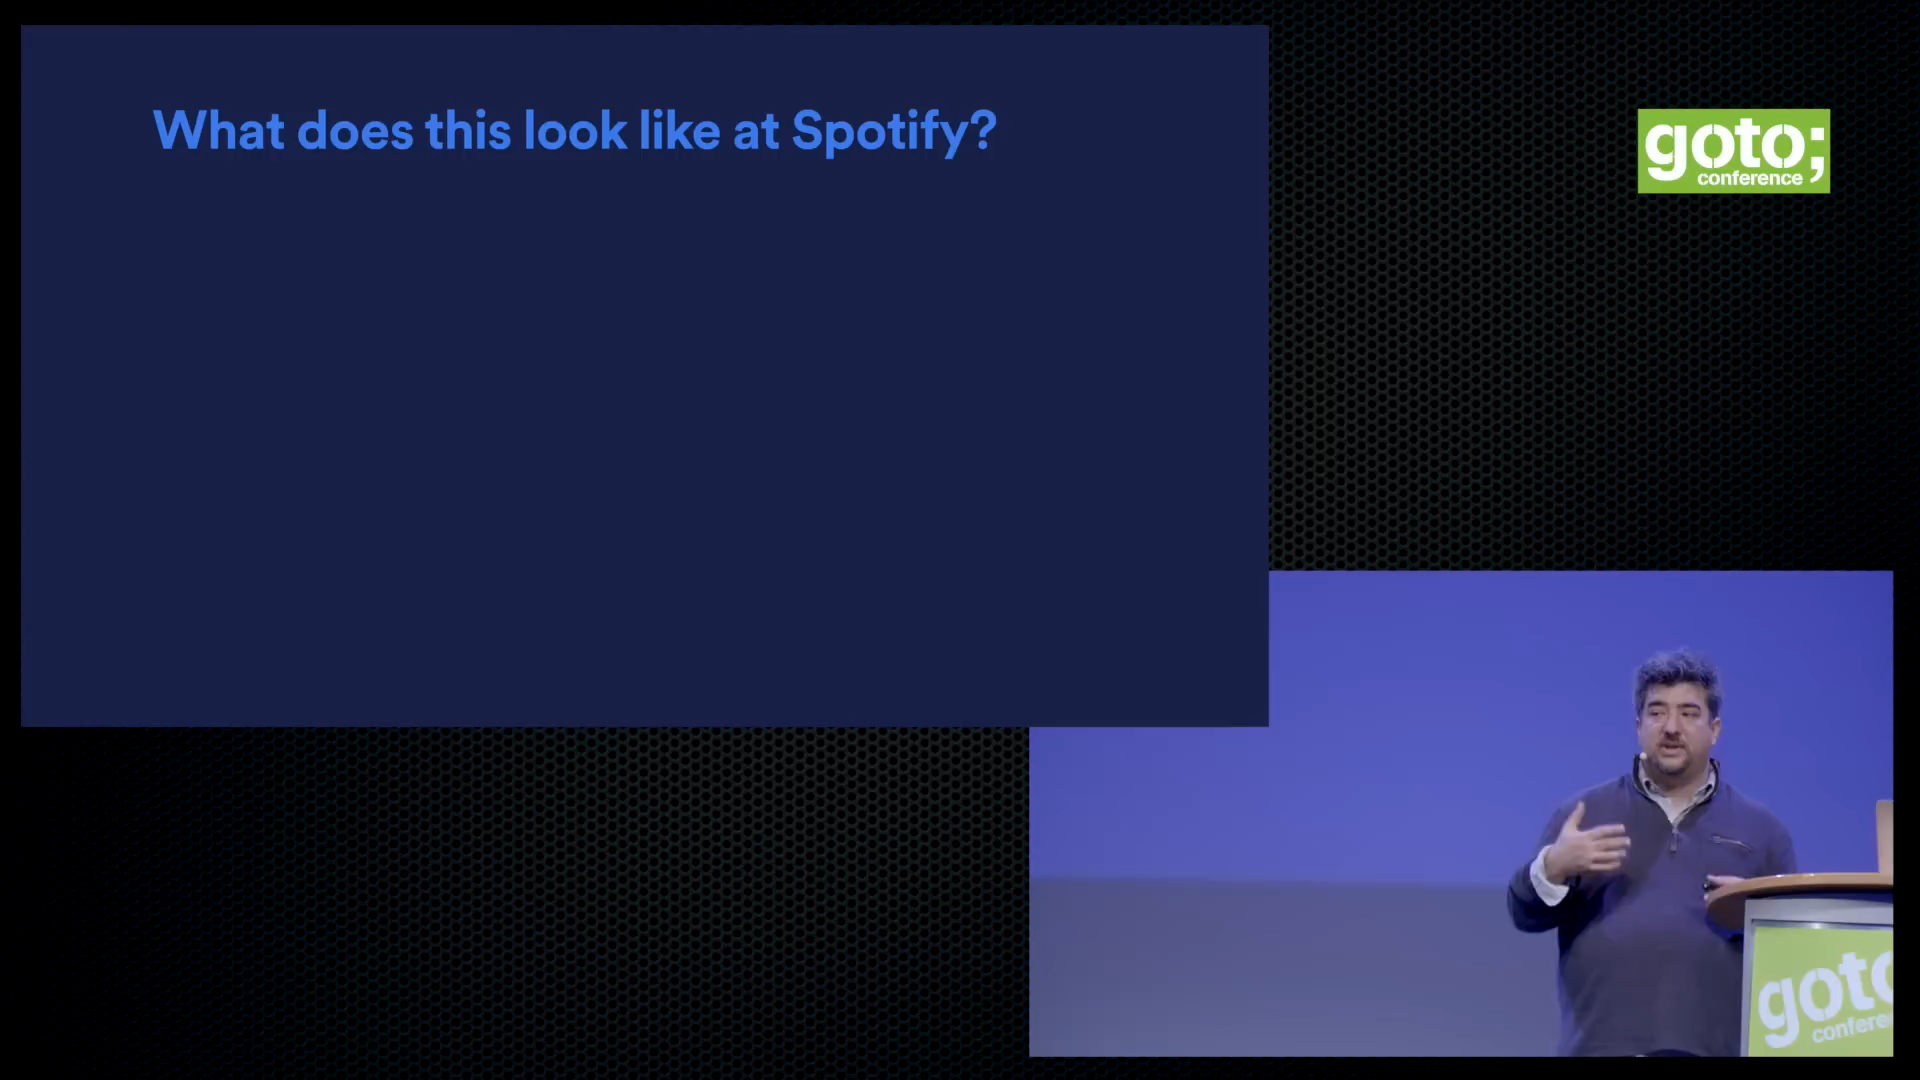 What does this look like at Spotify?
goto;
conference
goto
confere